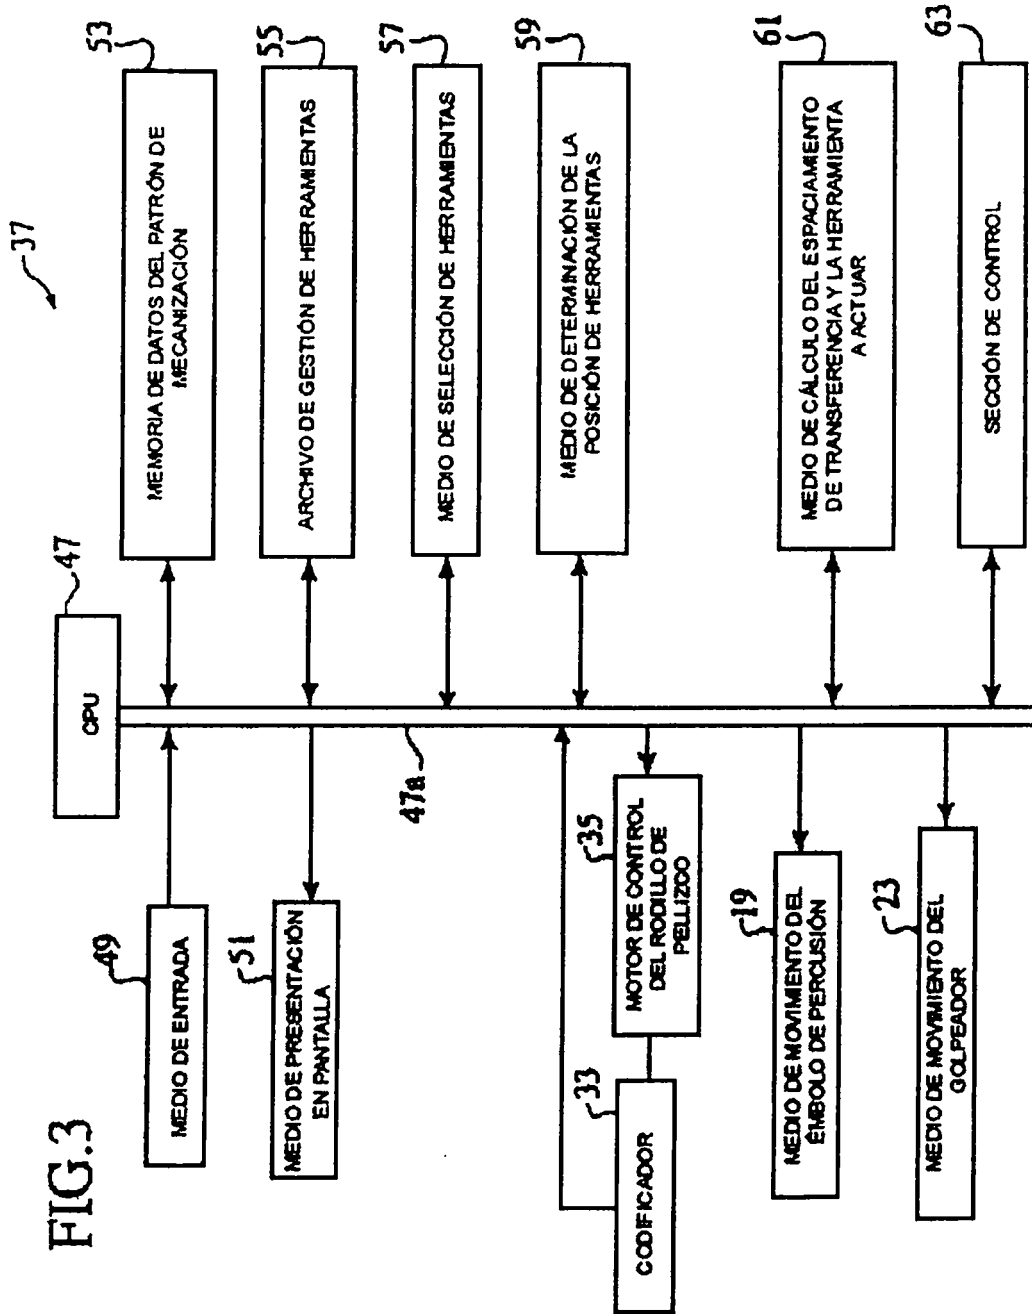 FIG.3
37
47
CPU
47a
49
MEDIO DE ENTRADA
51
MEDIO DE PRESENTACIÓN
EN PANTALLA
33
CODIFICADOR
35
MOTOR DE CONTROL
DEL RODILLO DE
PELLIZCO
19
MEDIO DE MOVIMIENTO DEL
ÉMBOLO DE PERCUSIÓN
23
MEDIO DE MOVIMIENTO DEL
GOLPEADOR
53
MEMORIA DE DATOS DEL PATRÓN DE
MECANIZACIÓN
55
ARCHIVO DE GESTIÓN DE HERRAMIENTAS
57
MEDIO DE SELECCIÓN DE HERRAMIENTAS
59
MEDIO DE DETERMINACIÓN DE LA
POSICIÓN DE HERRAMIENTAS
61
MEDIO DE CÁLCULO DEL ESPACIAMIENTO
DE TRANSFERENCIA Y LA HERRAMIENTA
A ACTUAR
63
SECCIÓN DE CONTROL